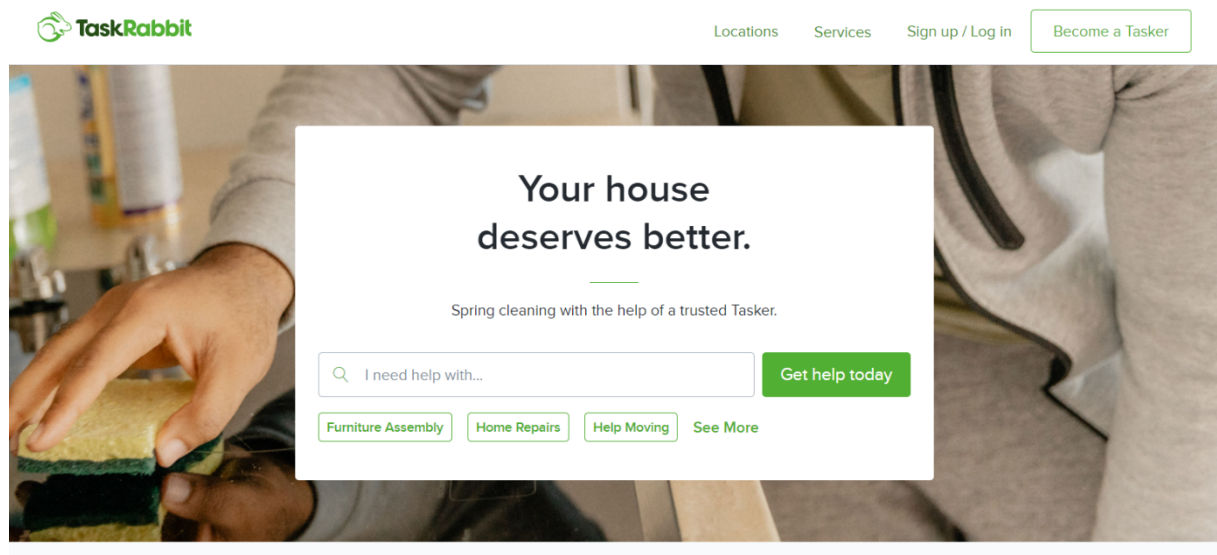 TaskRabbit
Locations
Services
Sign up / Log in
Become a Tasker
Your house
deserves better.
Spring cleaning with the help of a trusted Tasker.
I need help with...
Get help today
Furniture Assembly
Home Repairs
Help Moving
See More